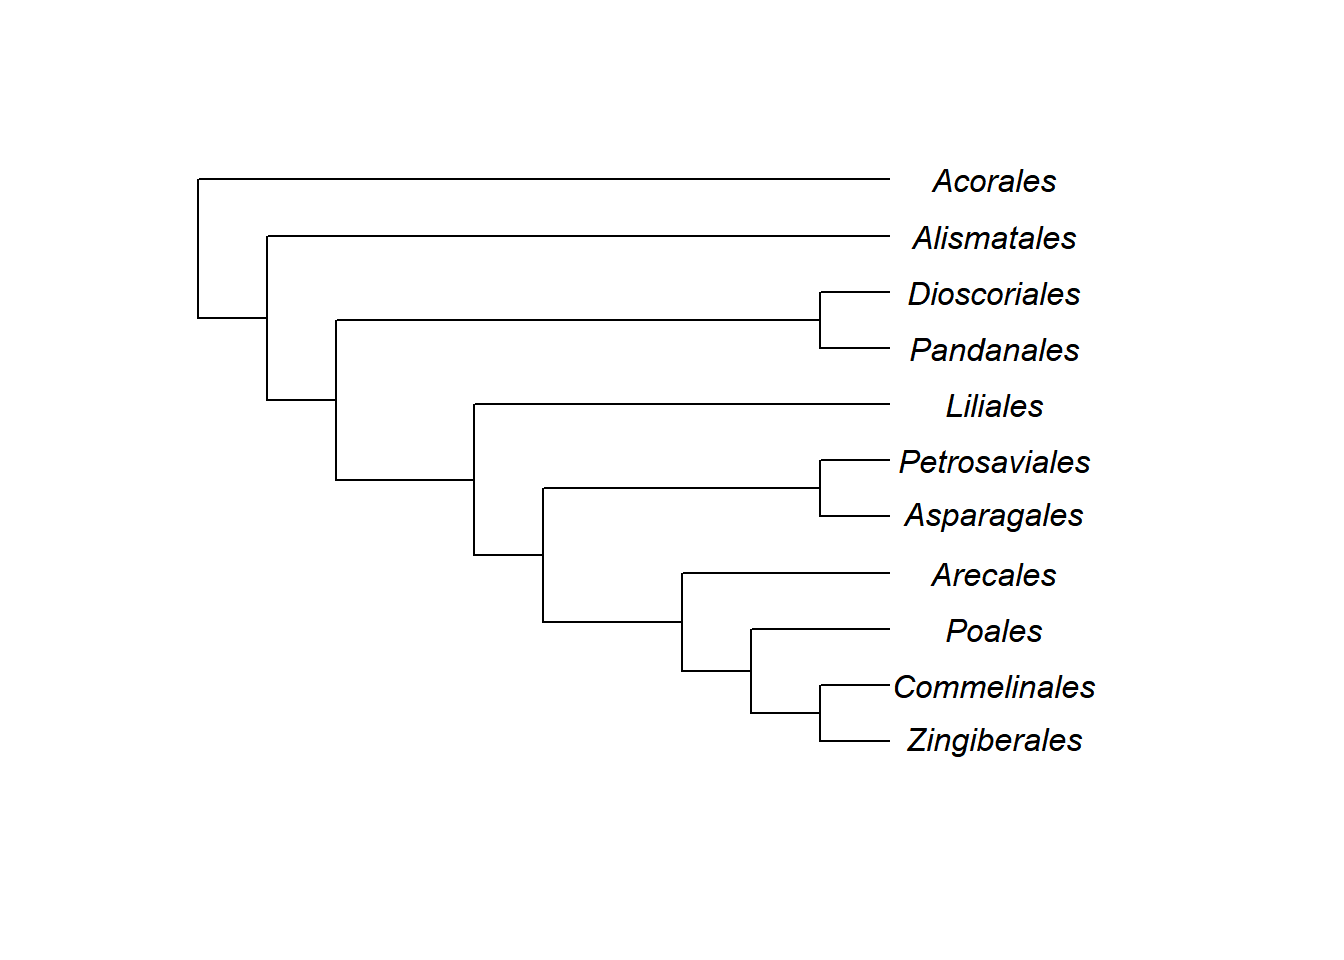 Acorales
Alismatales
Dioscoriales
Pandanales
Liliales
Petrosaviales
Asparagales
Arecales
Poales
Commelinales
Zingiberales